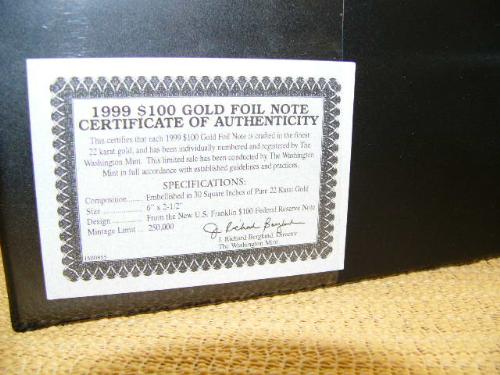 1999 $100 GOLD FOIL NOTE
CERTIFICATE OF AUTHENTICITY
This certifies that each 1999 $100 Gold Foil Note is crafted in the finest
22 karat gold, and has been individually numbered and registered by The
Washington Mint. This limited sale has been conducted by The Washington
Mint in full accordance with established guidelines and practices.
SPECIFICATIONS:
Composition ......... Embellished in 30 Square Inches of Pure 22 Karat Gold
Size ......... 6" x 2-1/2"
Design ......... From the New U.S. Franklin $100 Federal Reserve Note
Mintage Limit .... 250,000
J. Richard Bergland
J. Richard Bergland, Director
The Washington Mint